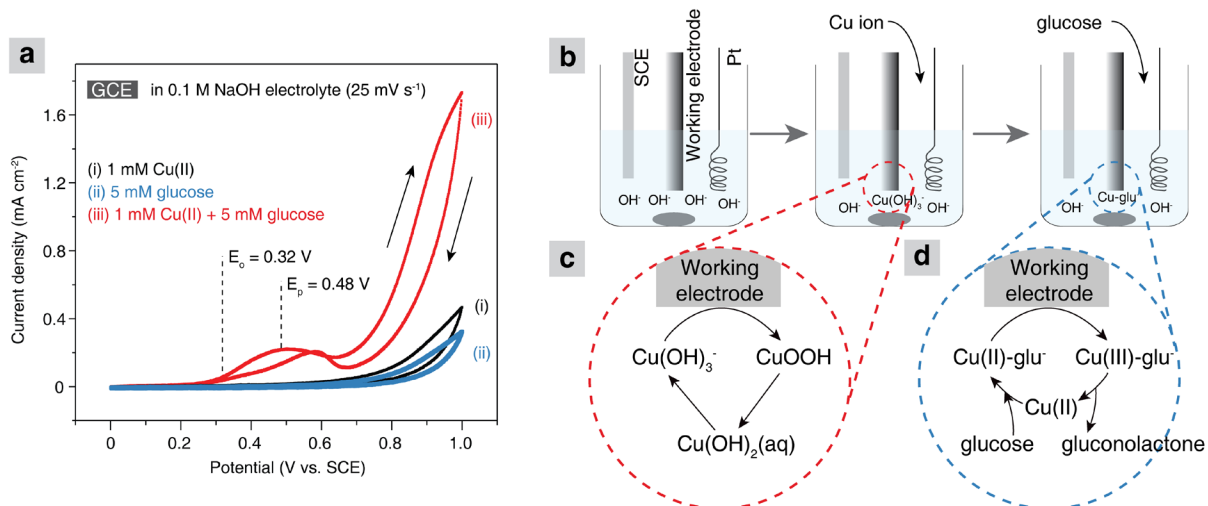 a
GCE in 0.1 M NaOH electrolyte (25 mV s⁻¹)
(i) 1 mM Cu(II)
(ii) 5 mM glucose
(iii) 1 mM Cu(II) + 5 mM glucose
Eₒ = 0.32 V
Eₚ = 0.48 V
(iii)
(i)
(ii)
Current density (mA cm⁻²)
1.6
1.2
0.8
0.4
0
0
0.2
0.4
0.6
0.8
1.0
Potential (V vs. SCE)
b
SCE
Working electrode
Pt
OH⁻ OH⁻ OH⁻ OH⁻
Cu ion
OH⁻ Cu(OH)₃⁻ OH⁻
glucose
OH⁻ Cu-glu⁻ OH⁻
c
Working
electrode
Cu(OH)₃⁻
CuOOH
Cu(OH)₂(aq)
d
Working
electrode
Cu(II)-glu⁻
Cu(III)-glu⁻
Cu(II)
glucose
gluconolactone